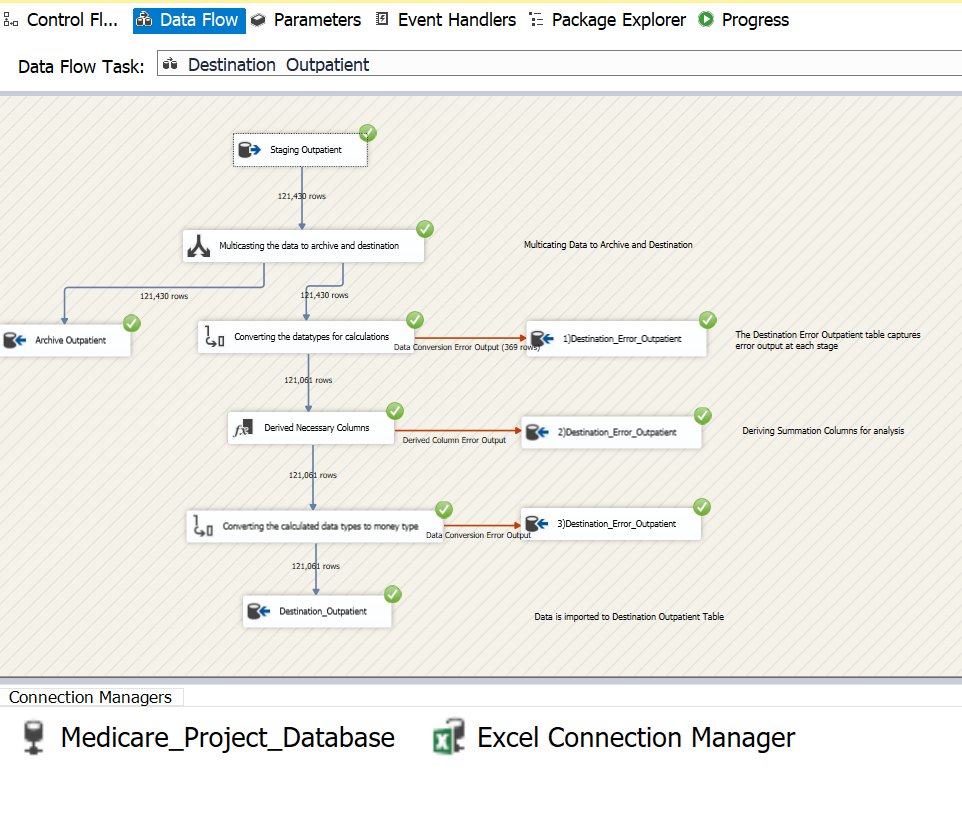 Control Fl...
Data Flow
Parameters
Event Handlers
Package Explorer
Progress
Data Flow Task:
Destination Outpatient
Staging Outpatient
121,430 rows
Multicasting the data to archive and destination
Multicating Data to Archive and Destination
121,430 rows
121,430 rows
Archive Outpatient
Converting the datatypes for calculations
Data Conversion Error Output (369 rows)
1)Destination_Error_Outpatient
The Destination Error Outpatient table captures
error output at each stage
121,061 rows
Derived Necessary Columns
Derived Column Error Output
2)Destination_Error_Outpatient
Deriving Summation Columns for analysis
121,061 rows
Converting the calculated data types to money type
Data Conversion Error Output
3)Destination_Error_Outpatient
121,061 rows
Destination_Outpatient
Data is imported to Destination Outpatient Table
Connection Managers
Medicare_Project_Database
Excel Connection Manager